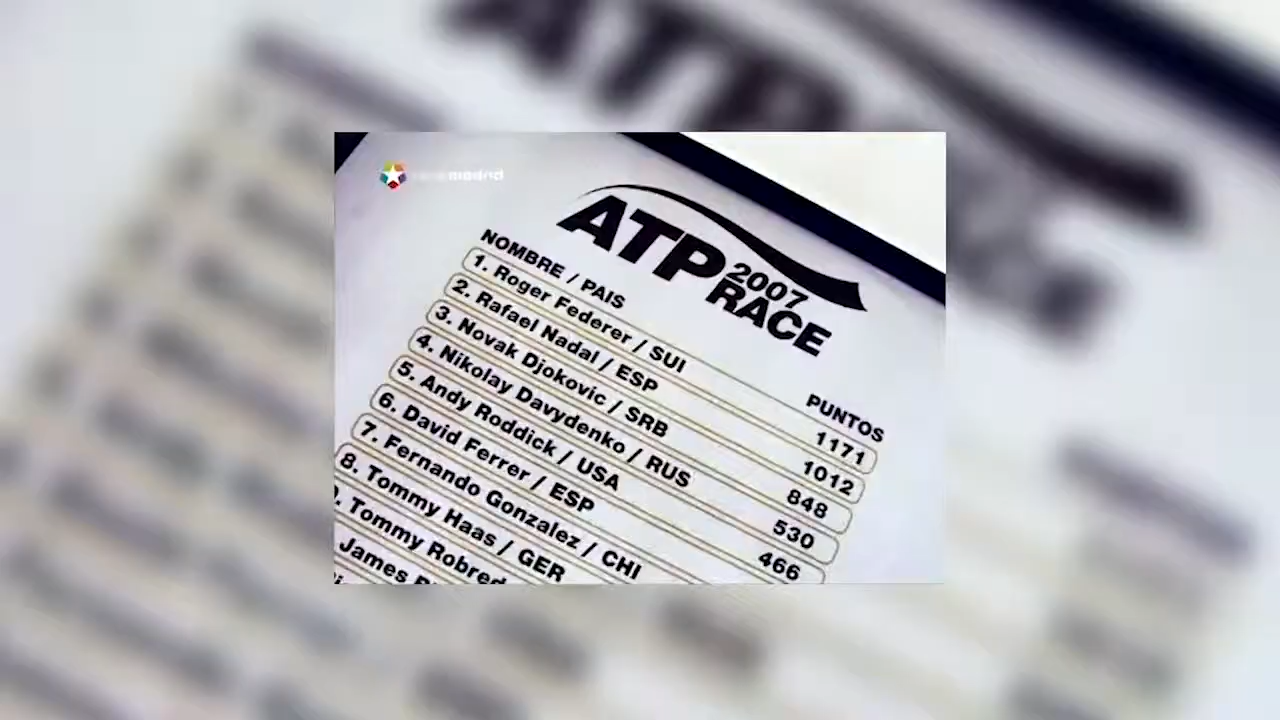 madrid
ATP 2007 RACE
NOMBRE / PAIS PUNTOS
1. Roger Federer / SUI 1171
2. Rafael Nadal / ESP 1012
3. Novak Djokovic / SRB 848
4. Nikolay Davydenko / RUS 530
5. Andy Roddick / USA 466
6. David Ferrer / ESP
7. Fernando Gonzalez / CHI
8. Tommy Haas / GER
Tommy Robred
James